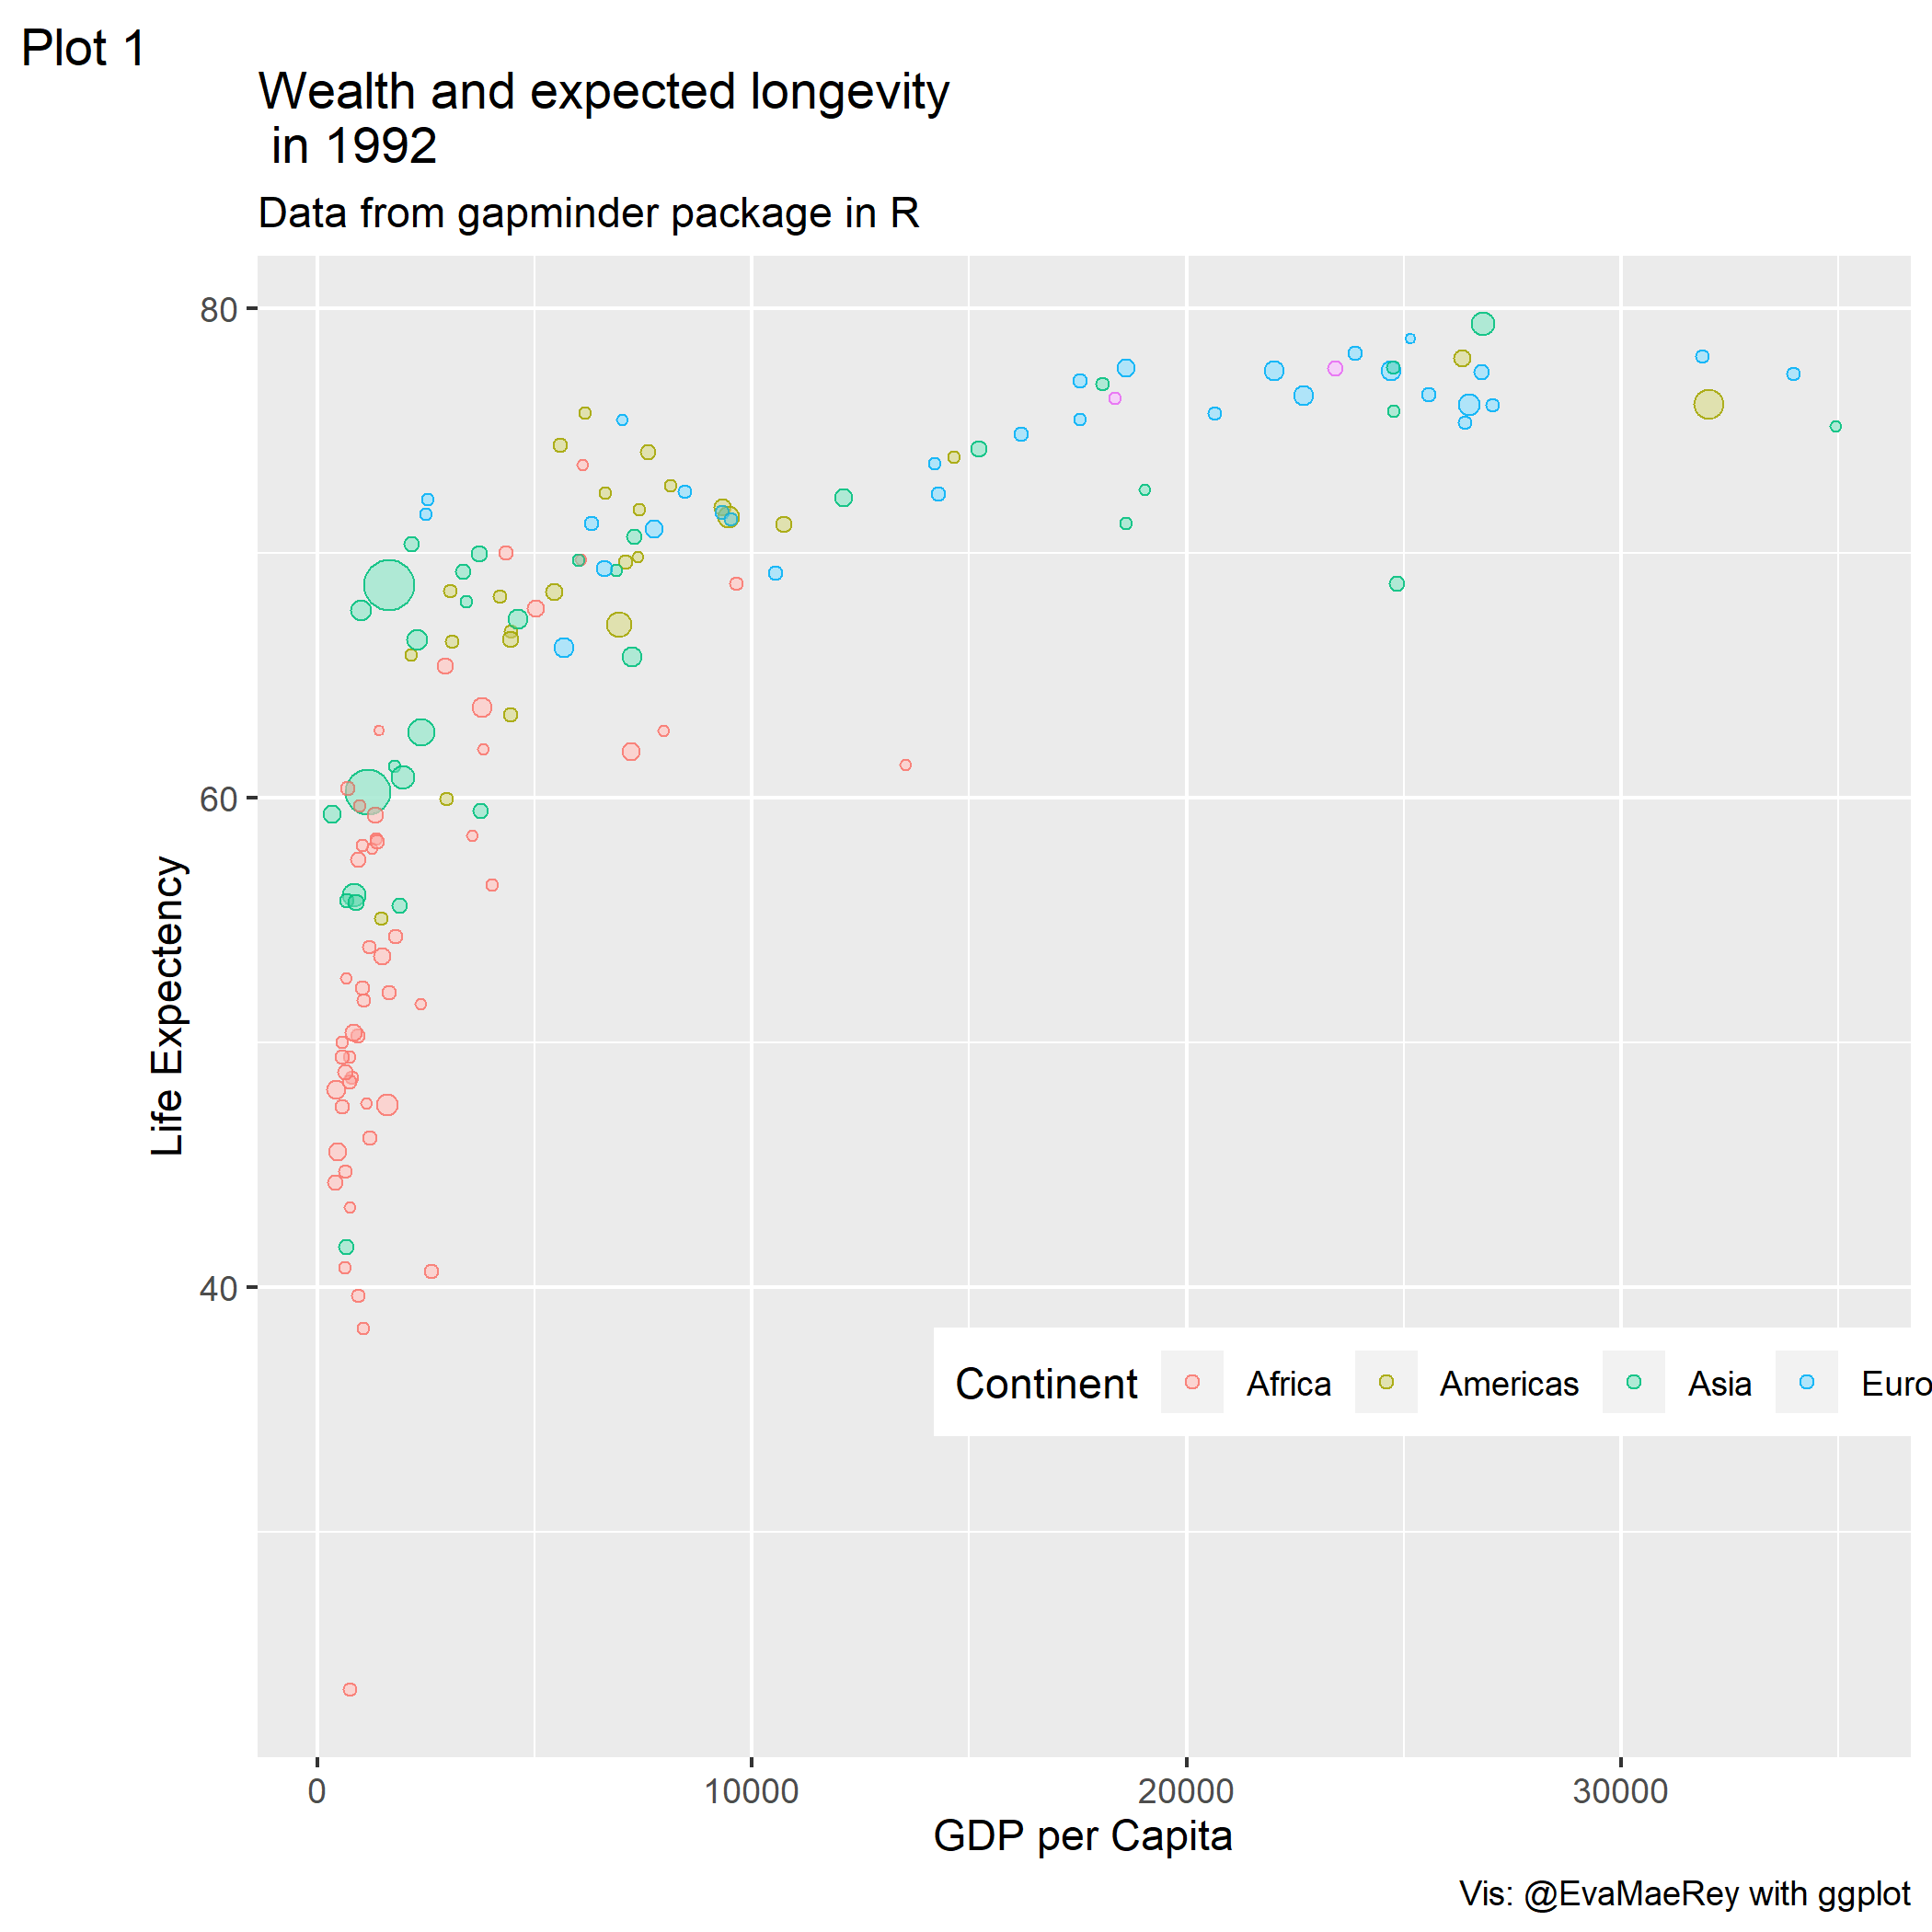 Plot 1
Wealth and expected longevity
in 1992
Data from gapminder package in R
80
60
40
Life Expectency
Continent Africa Americas Asia Euro
0 10000 20000 30000
GDP per Capita
Vis: @EvaMaeRey with ggplot